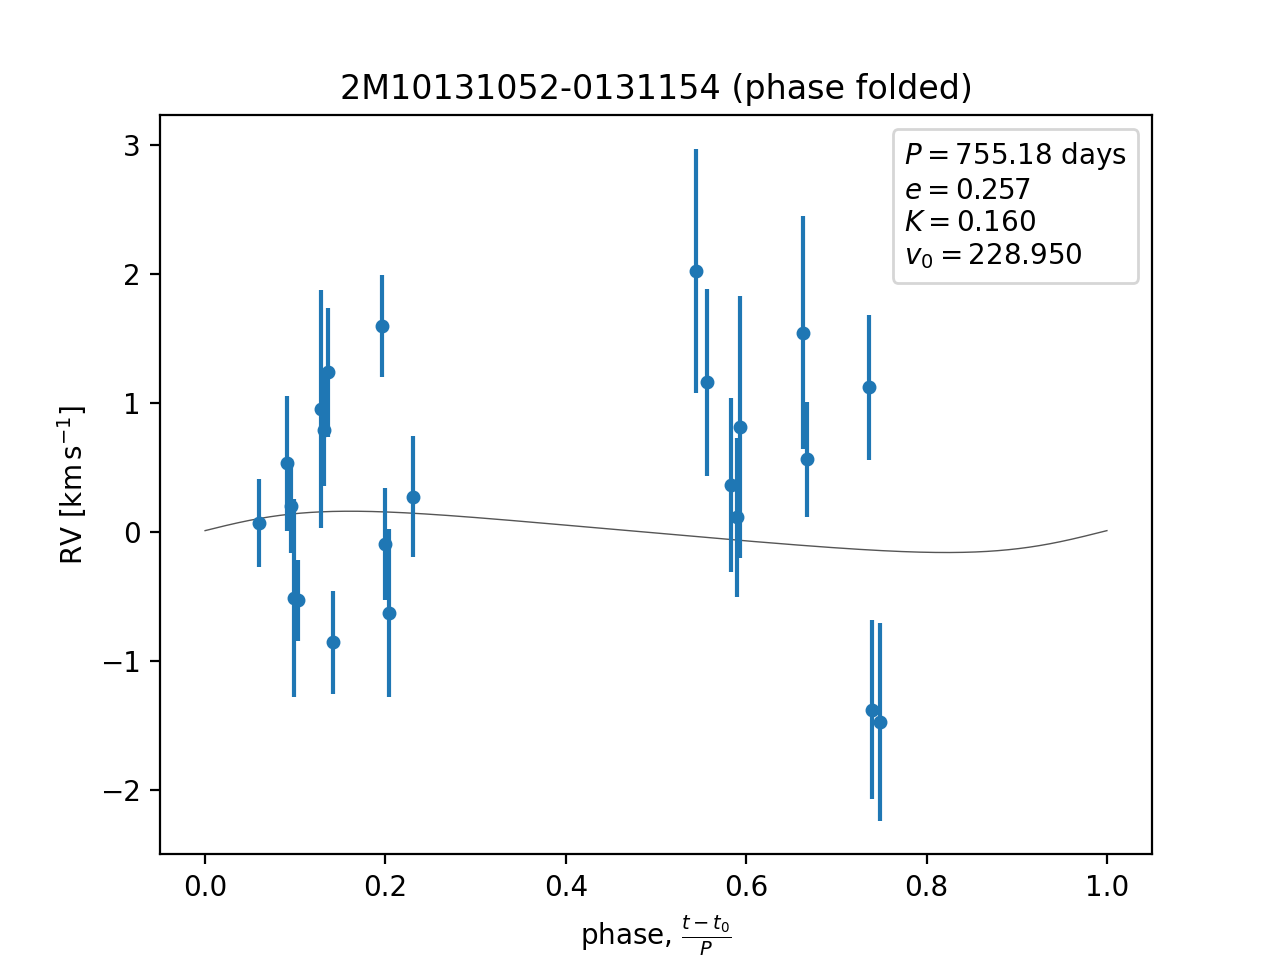 2M10131052-0131154 (phase folded)
P = 755.18 days
e = 0.257
K = 0.160
v₀ = 228.950
RV [km s⁻¹]
3
2
1
0
−1
−2
0.0 0.2 0.4 0.6 0.8 1.0
phase, (t − t₀)/P